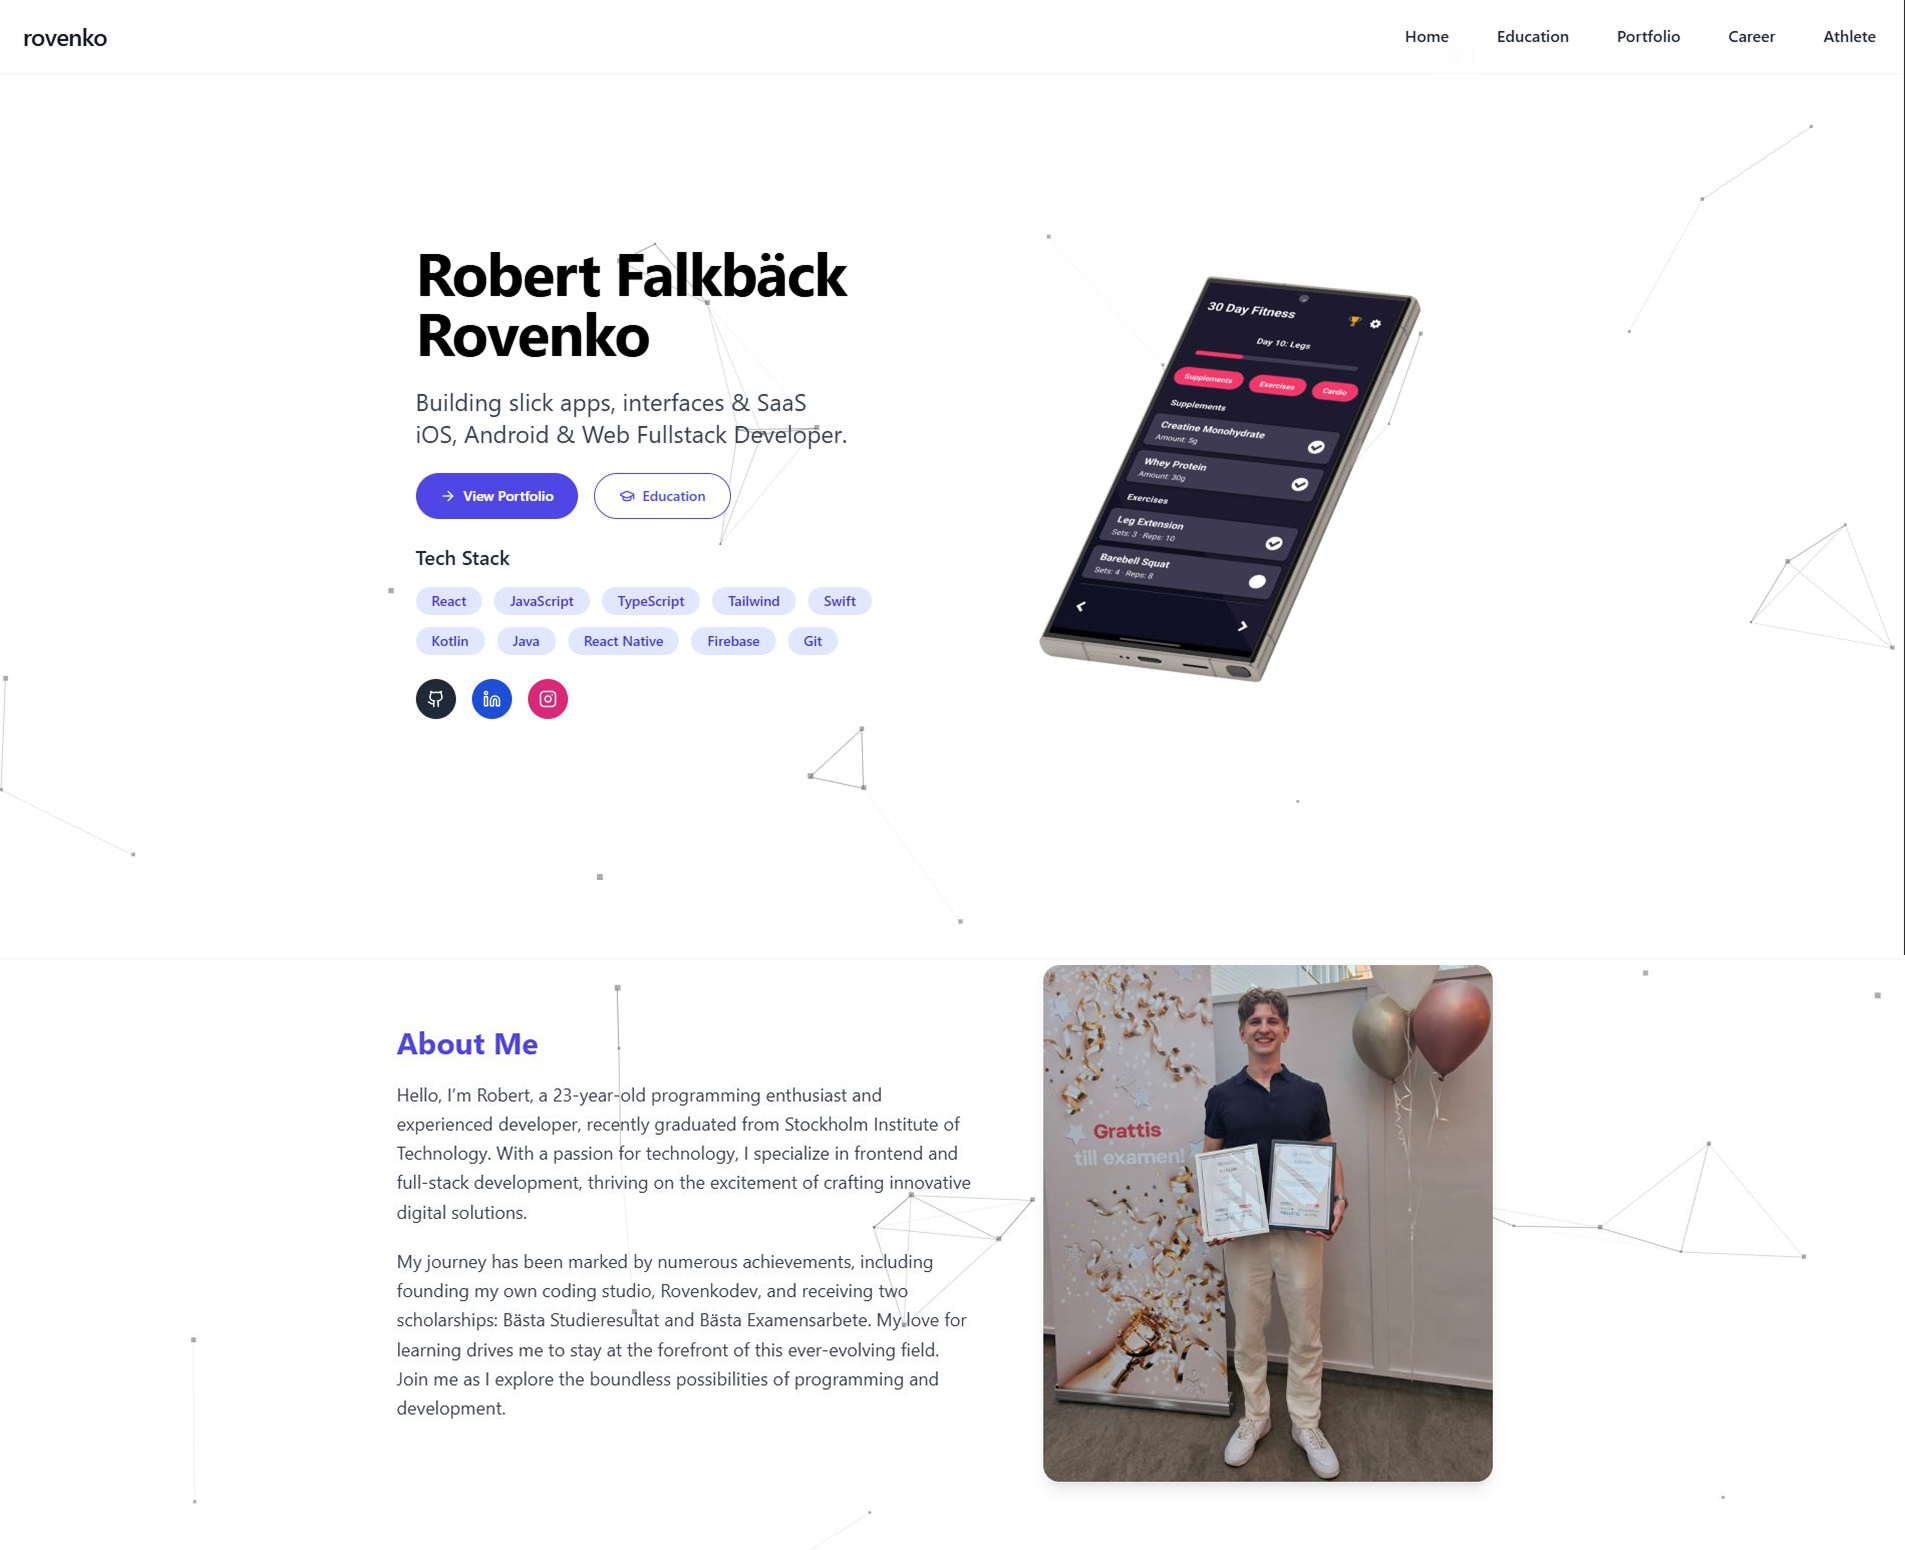 rovenko
Home Education Portfolio Career Athlete
Robert Falkbäck
Rovenko
Building slick apps, interfaces & SaaS
iOS, Android & Web Fullstack Developer.
View Portfolio Education
Tech Stack
React JavaScript TypeScript Tailwind Swift
Kotlin Java React Native Firebase Git
30 Day Fitness
Day 10: Legs
Supplements Exercises Cardio
Supplements
Creatine Monohydrate
Amount: 5g
Whey Protein
Amount: 30g
Exercises
Leg Extension
Sets: 3 · Reps: 10
Barebell Squat
Sets: 4 · Reps: 8
About Me
Hello, I’m Robert, a 23-year-old programming enthusiast and
experienced developer, recently graduated from Stockholm Institute of
Technology. With a passion for technology, I specialize in frontend and
full-stack development, thriving on the excitement of crafting innovative
digital solutions.
My journey has been marked by numerous achievements, including
founding my own coding studio, Rovenkodev, and receiving two
scholarships: Bästa Studieresultat and Bästa Examensarbete. My love for
learning drives me to stay at the forefront of this ever-evolving field.
Join me as I explore the boundless possibilities of programming and
development.
Grattis
till examen!